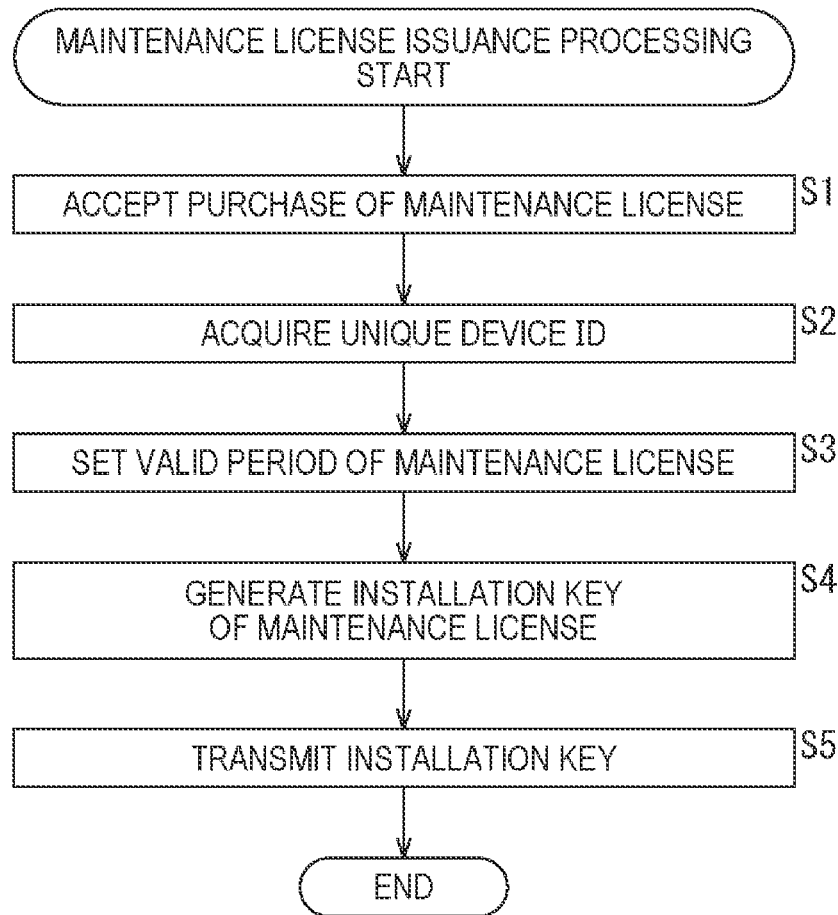 MAINTENANCE LICENSE ISSUANCE PROCESSING
START
ACCEPT PURCHASE OF MAINTENANCE LICENSE
S1
ACQUIRE UNIQUE DEVICE ID
S2
SET VALID PERIOD OF MAINTENANCE LICENSE
S3
GENERATE INSTALLATION KEY
OF MAINTENANCE LICENSE
S4
TRANSMIT INSTALLATION KEY
S5
END